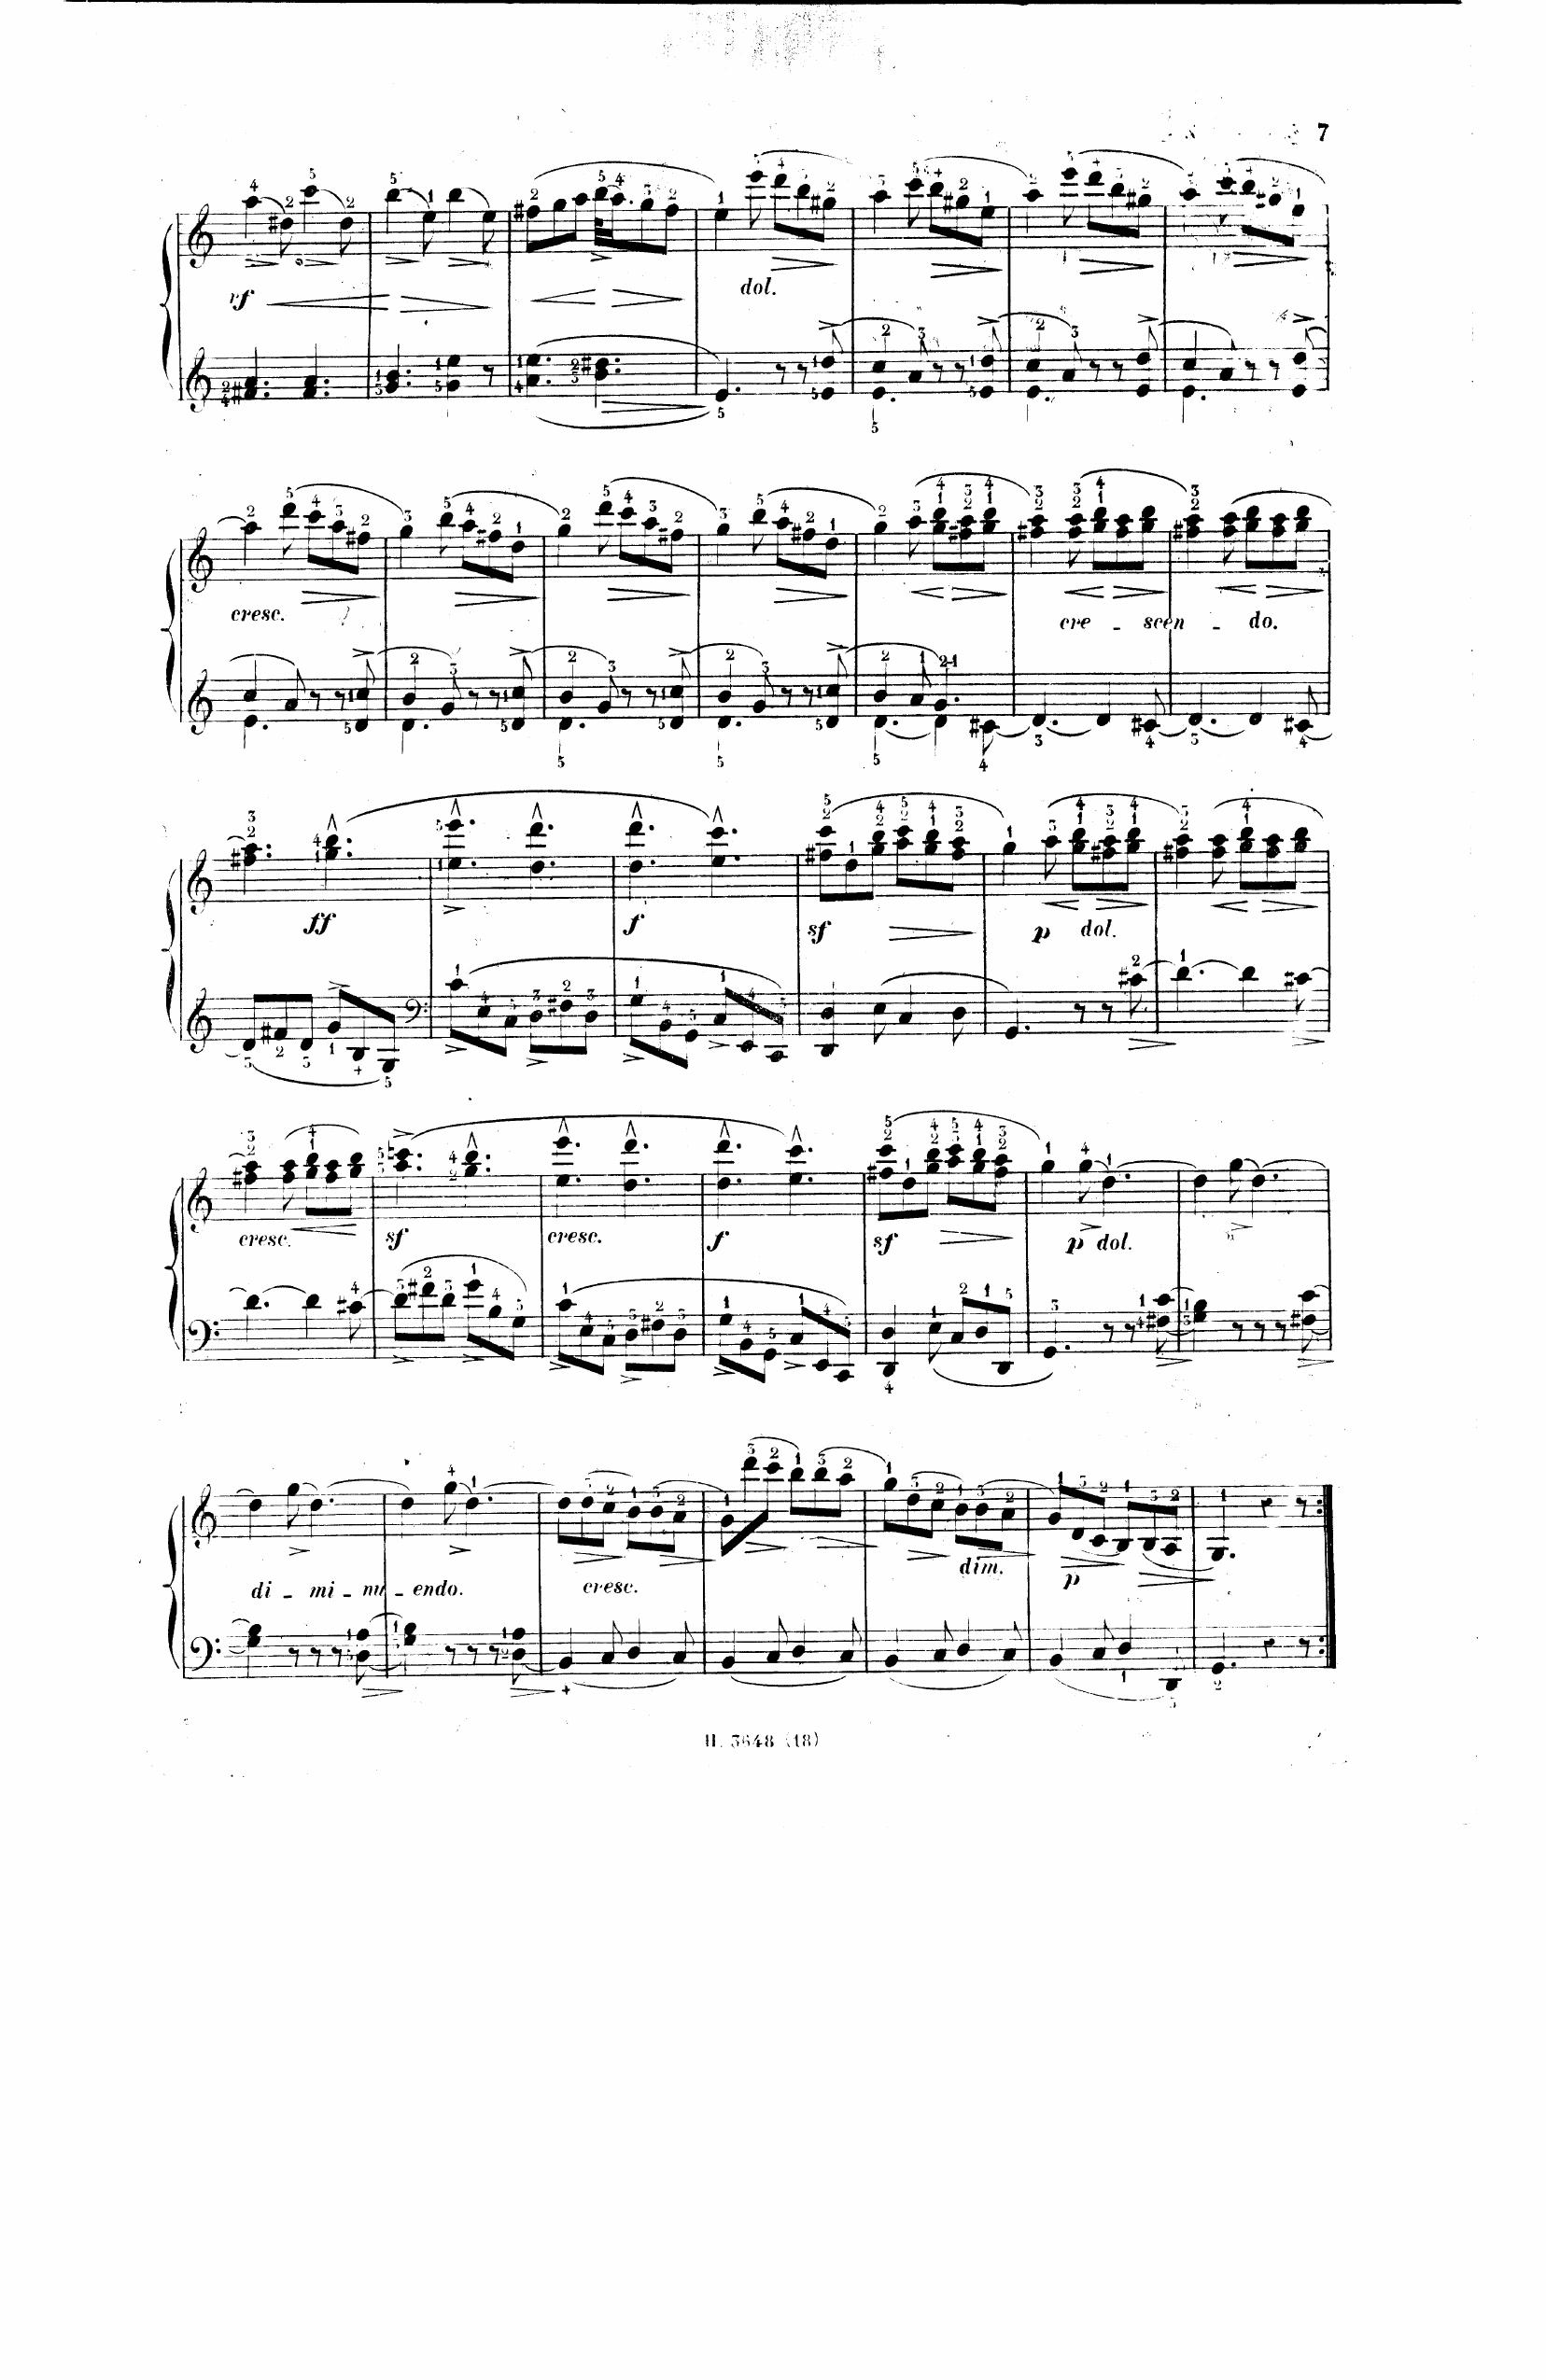 7
rf
dol.
cresc.
cre - scen - do.
ff f sf p dol.
cresc. sf cresc. f sf p dol.
di - mi - nu - endo. cresc. dim. p
H. 3648 (18)